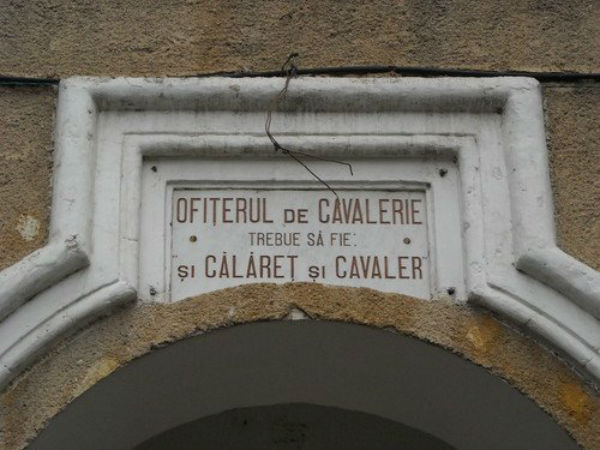 OFIȚERUL DE CAVALERIE
TREBUE SĂ FIE:
"ȘI CĂLĂREȚ ȘI CAVALER"